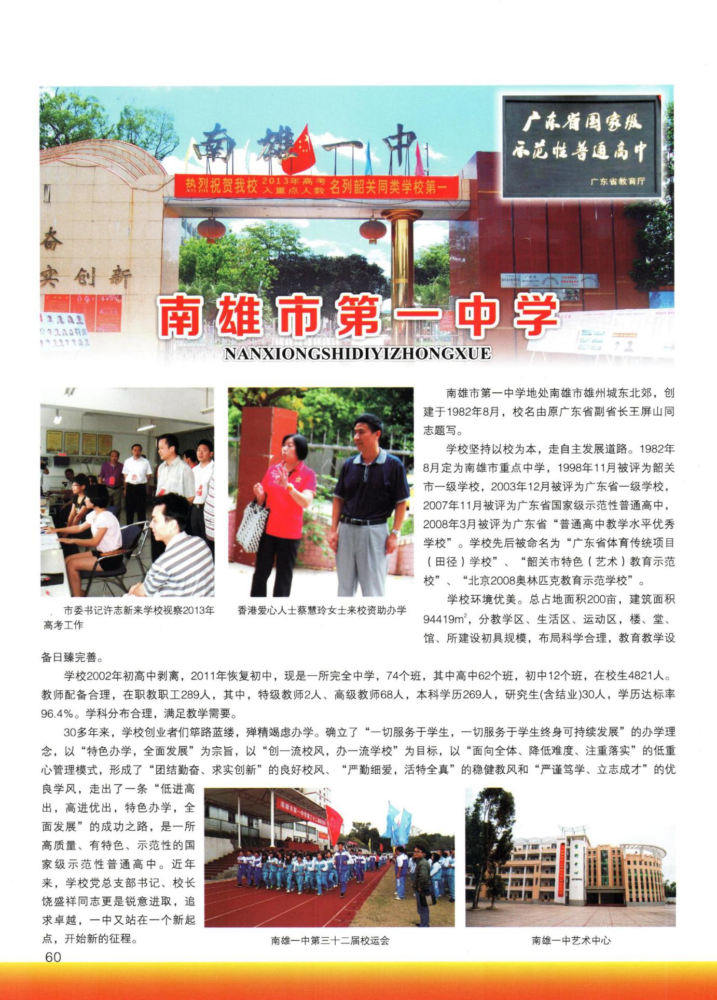 南雄一中
热烈祝贺我校2013年高考入重点人数名列韶关同类学校第一
广东省国家级
示范性普通高中
广东省教育厅
奋
实创新
南雄市第一中学
NANXIONGSHIDIYIZHONGXUE
南雄市第一中学地处南雄市雄州城东北郊，创
建于1982年8月，校名由原广东省副省长王屏山同
志题写。
学校坚持以校为本，走自主发展道路。1982年
8月定为南雄市重点中学，1998年11月被评为韶关
市一级学校，2003年12月被评为广东省一级学校，
2007年11月被评为广东省国家级示范性普通高中，
2008年3月被评为广东省“普通高中教学水平优秀
学校”。学校先后被命名为“广东省体育传统项目
（田径）学校”、“韶关市特色（艺术）教育示范
校”、“北京2008奥林匹克教育示范学校”。
学校环境优美。总占地面积200亩，建筑面积
94419m²，分教学区、生活区、运动区，楼、堂、
馆、所建设初具规模，布局科学合理，教育教学设
备日臻完善。
市委书记许志新来学校视察2013年
高考工作
香港爱心人士蔡慧玲女士来校资助办学
学校2002年初高中剥离，2011年恢复初中，现是一所完全中学，74个班，其中高中62个班，初中12个班，在校生4821人。
教师配备合理，在职教职工289人，其中，特级教师2人、高级教师68人，本科学历269人，研究生(含结业)30人，学历达标率
96.4%。学科分布合理，满足教学需要。
30多年来，学校创业者们筚路蓝缕，殚精竭虑办学。确立了“一切服务于学生，一切服务于学生终身可持续发展”的办学理
念，以“特色办学，全面发展”为宗旨，以“创一流校风，办一流学校”为目标，以“面向全体、降低难度、注重落实”的低重
心管理模式，形成了“团结勤奋、求实创新”的良好校风、“严勤细爱，活特全真”的稳健教风和“严谨笃学、立志成才”的优
良学风，走出了一条“低进高
出，高进优出，特色办学，全
面发展”的成功之路，是一所
高质量、有特色、示范性的国
家级示范性普通高中。近年
来，学校党总支部书记、校长
饶盛祥同志更是锐意进取，追
求卓越，一中又站在一个新起
点，开始新的征程。
南雄市第一中学第三十二届校运会
藝術中心
南雄一中第三十二届校运会
南雄一中艺术中心
60